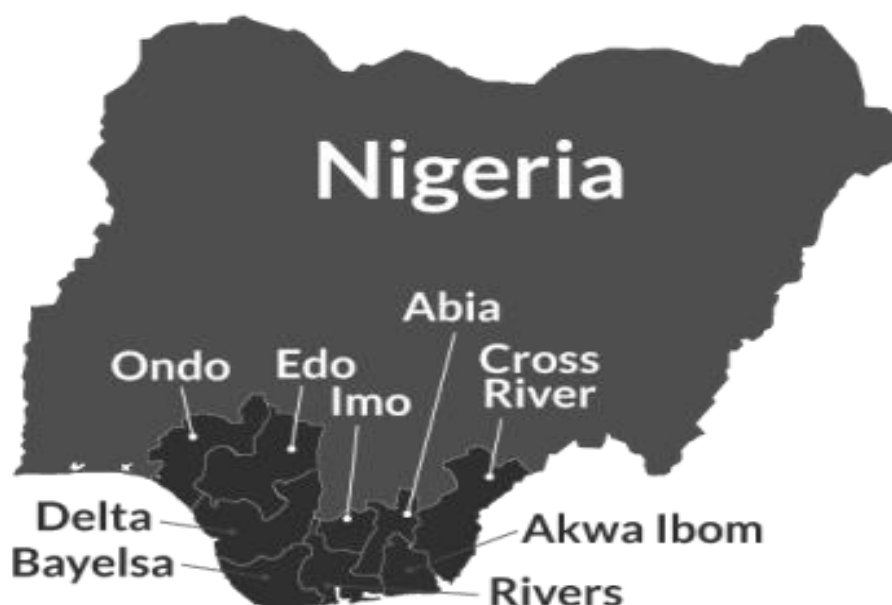 Nigeria
Abia
Ondo
Edo
Cross
River
Imo
Delta
Akwa Ibom
Bayelsa
Rivers